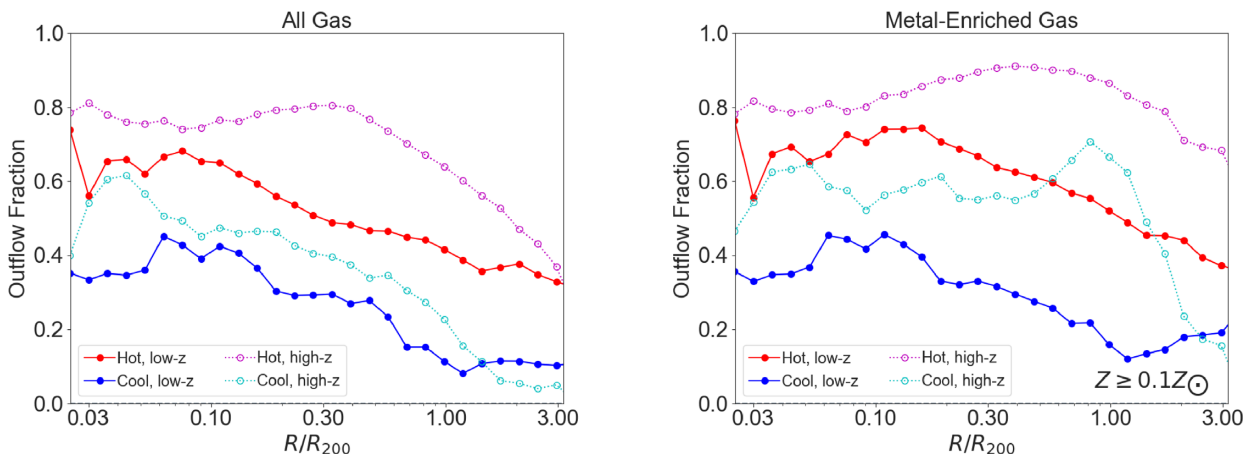 All Gas
1.0
0.8
0.6
0.4
0.2
0.0
Outflow Fraction
Hot, low-z
Cool, low-z
Hot, high-z
Cool, high-z
0.03 0.10 0.30 1.00 3.00
R/R200
Metal-Enriched Gas
1.0
0.8
0.6
0.4
0.2
0.0
Outflow Fraction
Hot, low-z
Cool, low-z
Hot, high-z
Cool, high-z
Z ≥ 0.1Z⊙
0.03 0.10 0.30 1.00 3.00
R/R200